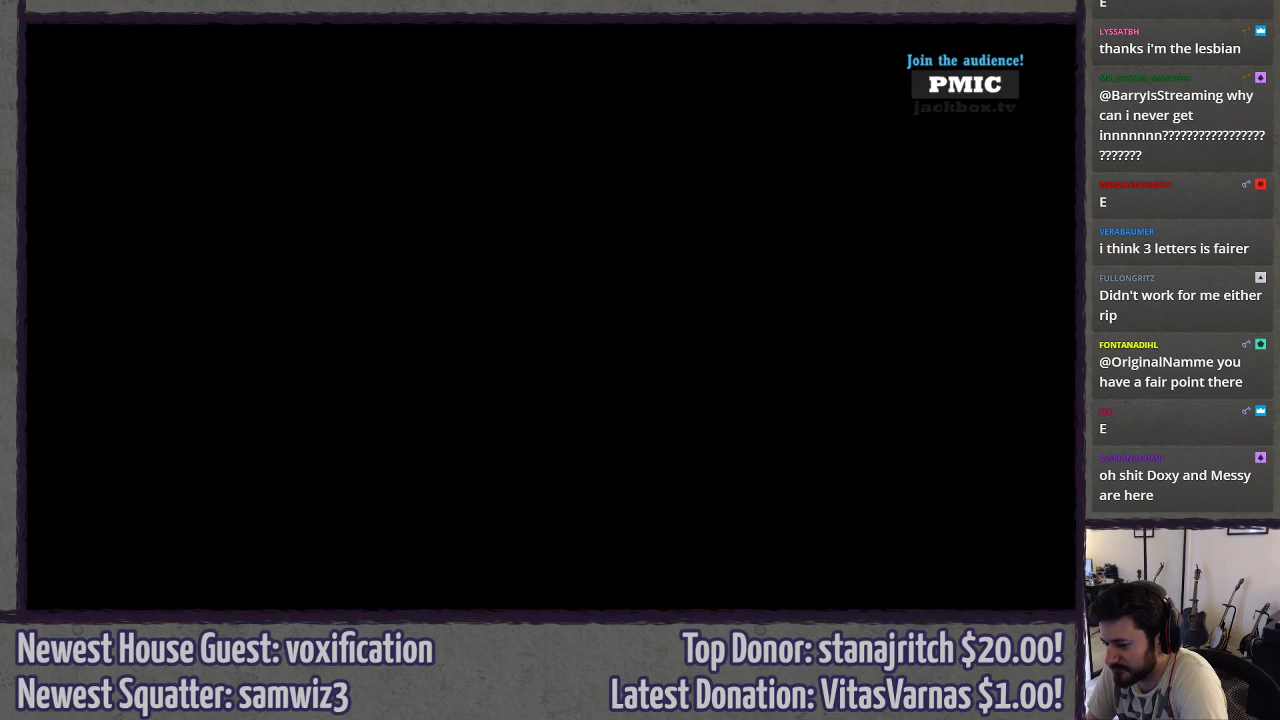 Join the audience!
PMIC
jackbox.tv
E
LYSSATBH
thanks i'm the lesbian
@BarryIsStreaming why
can i never get
innnnnnn?????????????????
???????
E
VERABAUMER
i think 3 letters is fairer
FULLONGRITZ
Didn't work for me either
rip
FONTANADIHL
@OriginalNamme you
have a fair point there
E
oh shit Doxy and Messy
are here
Newest House Guest: voxification
Newest Squatter: samwiz3
Top Donor: stanajritch $20.00!
Latest Donation: VitasVarnas $1.00!